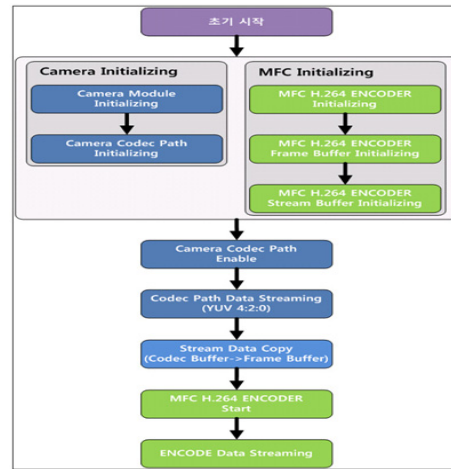 초기 시작
Camera Initializing
Camera Module
Initializing
Camera Codec Path
Initializing
MFC Initializing
MFC H.264 ENCODER
Initializing
MFC H.264 ENCODER
Frame Buffer Initializing
MFC H.264 ENCODER
Stream Buffer Initializing
Camera Codec Path
Enable
Codec Path Data Streaming
(YUV 4:2:0)
Stream Data Copy
(Codec Buffer->Frame Buffer)
MFC H.264 ENCODER
Start
ENCODE Data Streaming